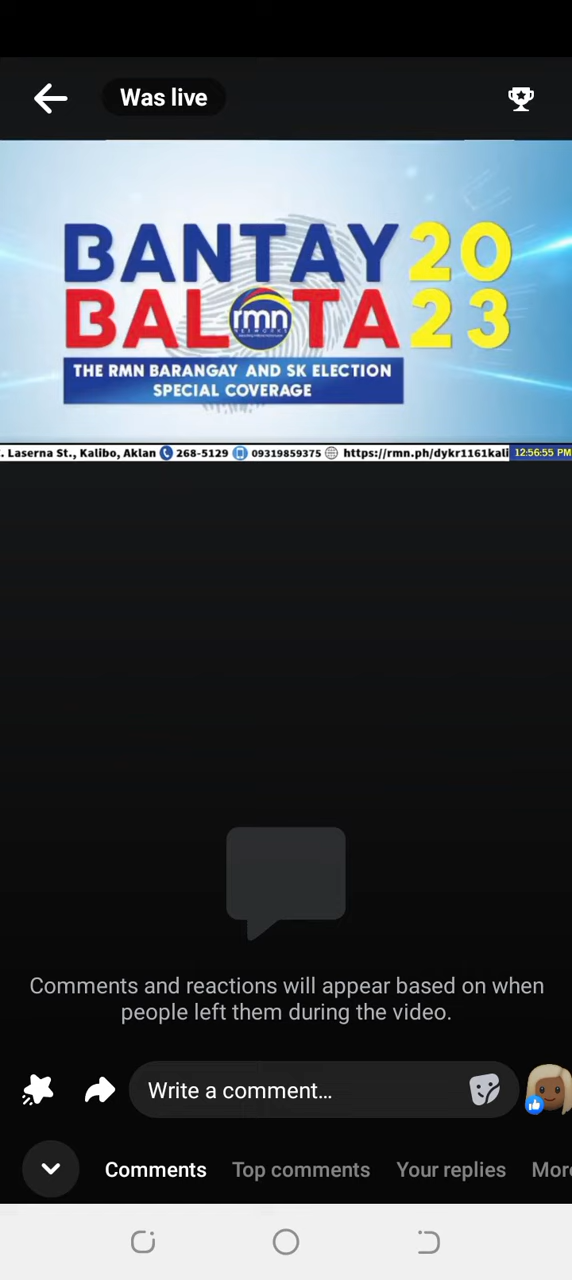 Was live
BANTAY 20
BALOTA 23
rmn
THE RMN BARANGAY AND SK ELECTION
SPECIAL COVERAGE
. Laserna St., Kalibo, Aklan 268-5129 09319859375 https://rmn.ph/dykr1161kali 12:56:55 PM
Comments and reactions will appear based on when
people left them during the video.
Write a comment...
Comments Top comments Your replies More